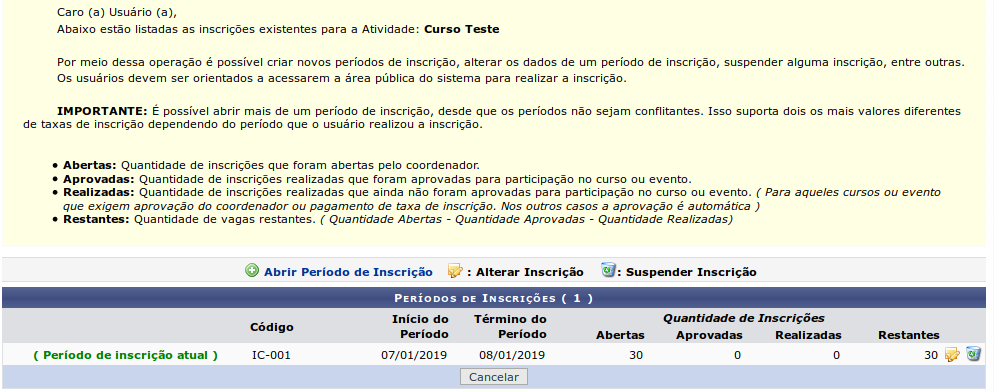 Caro (a) Usuário (a),
Abaixo estão listadas as inscrições existentes para a Atividade: Curso Teste
Por meio dessa operação é possível criar novos períodos de inscrição, alterar os dados de um período de inscrição, suspender alguma inscrição, entre outras.
Os usuários devem ser orientados a acessarem a área pública do sistema para realizar a inscrição.
IMPORTANTE: É possível abrir mais de um período de inscrição, desde que os períodos não sejam conflitantes. Isso suporta dois os mais valores diferentes
de taxas de inscrição dependendo do período que o usuário realizou a inscrição.
• Abertas: Quantidade de inscrições que foram abertas pelo coordenador.
• Aprovadas: Quantidade de inscrições realizadas que foram aprovadas para participação no curso ou evento.
• Realizadas: Quantidade de inscrições realizadas que ainda não foram aprovadas para participação no curso ou evento. ( Para aqueles cursos ou evento
que exigem aprovação do coordenador ou pagamento de taxa de inscrição. Nos outros casos a aprovação é automática )
• Restantes: Quantidade de vagas restantes. ( Quantidade Abertas - Quantidade Aprovadas - Quantidade Realizadas)
Abrir Período de Inscrição : Alterar Inscrição : Suspender Inscrição
Períodos de Inscrições ( 1 )
Código Início do Período Término do Período Quantidade de Inscrições
Abertas Aprovadas Realizadas Restantes
( Período de inscrição atual ) IC-001 07/01/2019 08/01/2019 30 0 0 30
Cancelar